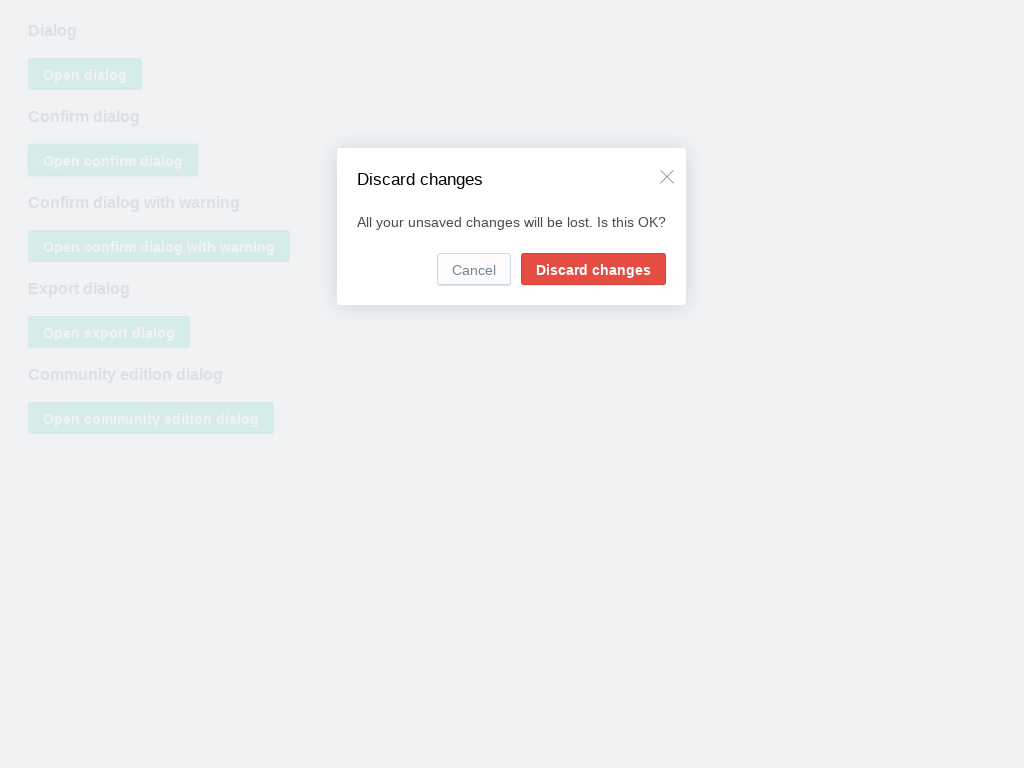 Dialog
Open dialog
Confirm dialog
Open confirm dialog
Confirm dialog with warning
Open confirm dialog with warning
Export dialog
Open export dialog
Community edition dialog
Open community edition dialog
Discard changes
All your unsaved changes will be lost. Is this OK?
Cancel
Discard changes